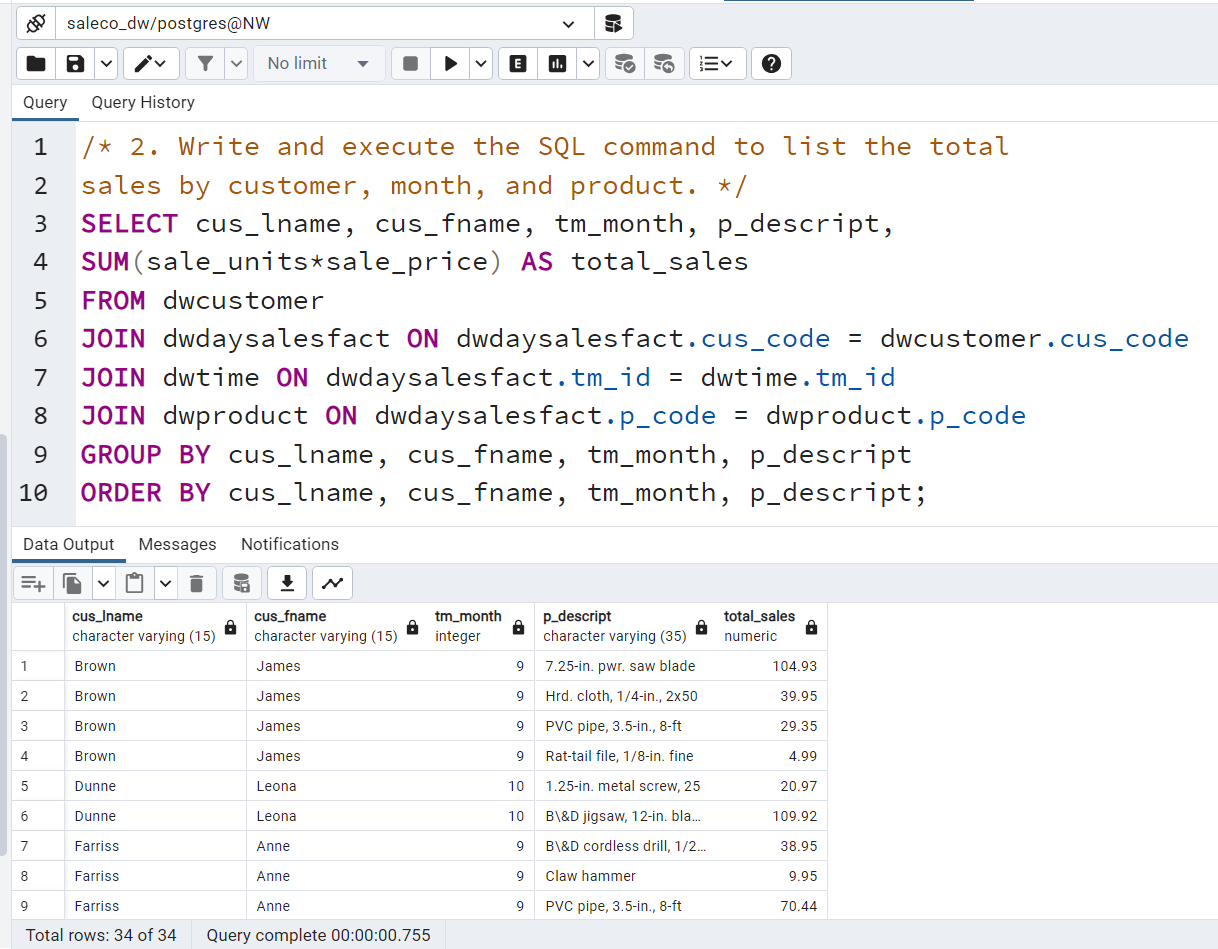 saleco_dw/postgres@NW
No limit
E
Query Query History
1 /* 2. Write and execute the SQL command to list the total
2 sales by customer, month, and product. */
3 SELECT cus_lname, cus_fname, tm_month, p_descript,
4 SUM(sale_units*sale_price) AS total_sales
5 FROM dwcustomer
6 JOIN dwdaysalesfact ON dwdaysalesfact.cus_code = dwcustomer.cus_code
7 JOIN dwtime ON dwdaysalesfact.tm_id = dwtime.tm_id
8 JOIN dwproduct ON dwdaysalesfact.p_code = dwproduct.p_code
9 GROUP BY cus_lname, cus_fname, tm_month, p_descript
10 ORDER BY cus_lname, cus_fname, tm_month, p_descript;
Data Output Messages Notifications
cus_lname cus_fname tm_month p_descript total_sales
character varying (15) character varying (15) integer character varying (35) numeric
1 Brown James 9 7.25-in. pwr. saw blade 104.93
2 Brown James 9 Hrd. cloth, 1/4-in., 2x50 39.95
3 Brown James 9 PVC pipe, 3.5-in., 8-ft 29.35
4 Brown James 9 Rat-tail file, 1/8-in. fine 4.99
5 Dunne Leona 10 1.25-in. metal screw, 25 20.97
6 Dunne Leona 10 B\&D jigsaw, 12-in. bla… 109.92
7 Farriss Anne 9 B\&D cordless drill, 1/2… 38.95
8 Farriss Anne 9 Claw hammer 9.95
9 Farriss Anne 9 PVC pipe, 3.5-in., 8-ft 70.44
Total rows: 34 of 34 Query complete 00:00:00.755